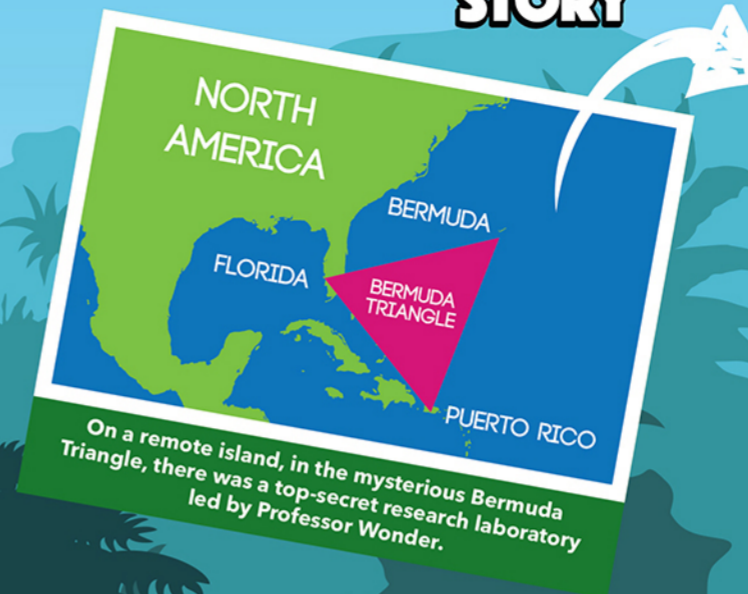 STORY
NORTH
AMERICA
BERMUDA
FLORIDA
BERMUDA
TRIANGLE
PUERTO RICO
On a remote island, in the mysterious Bermuda
Triangle, there was a top-secret research laboratory
led by Professor Wonder.